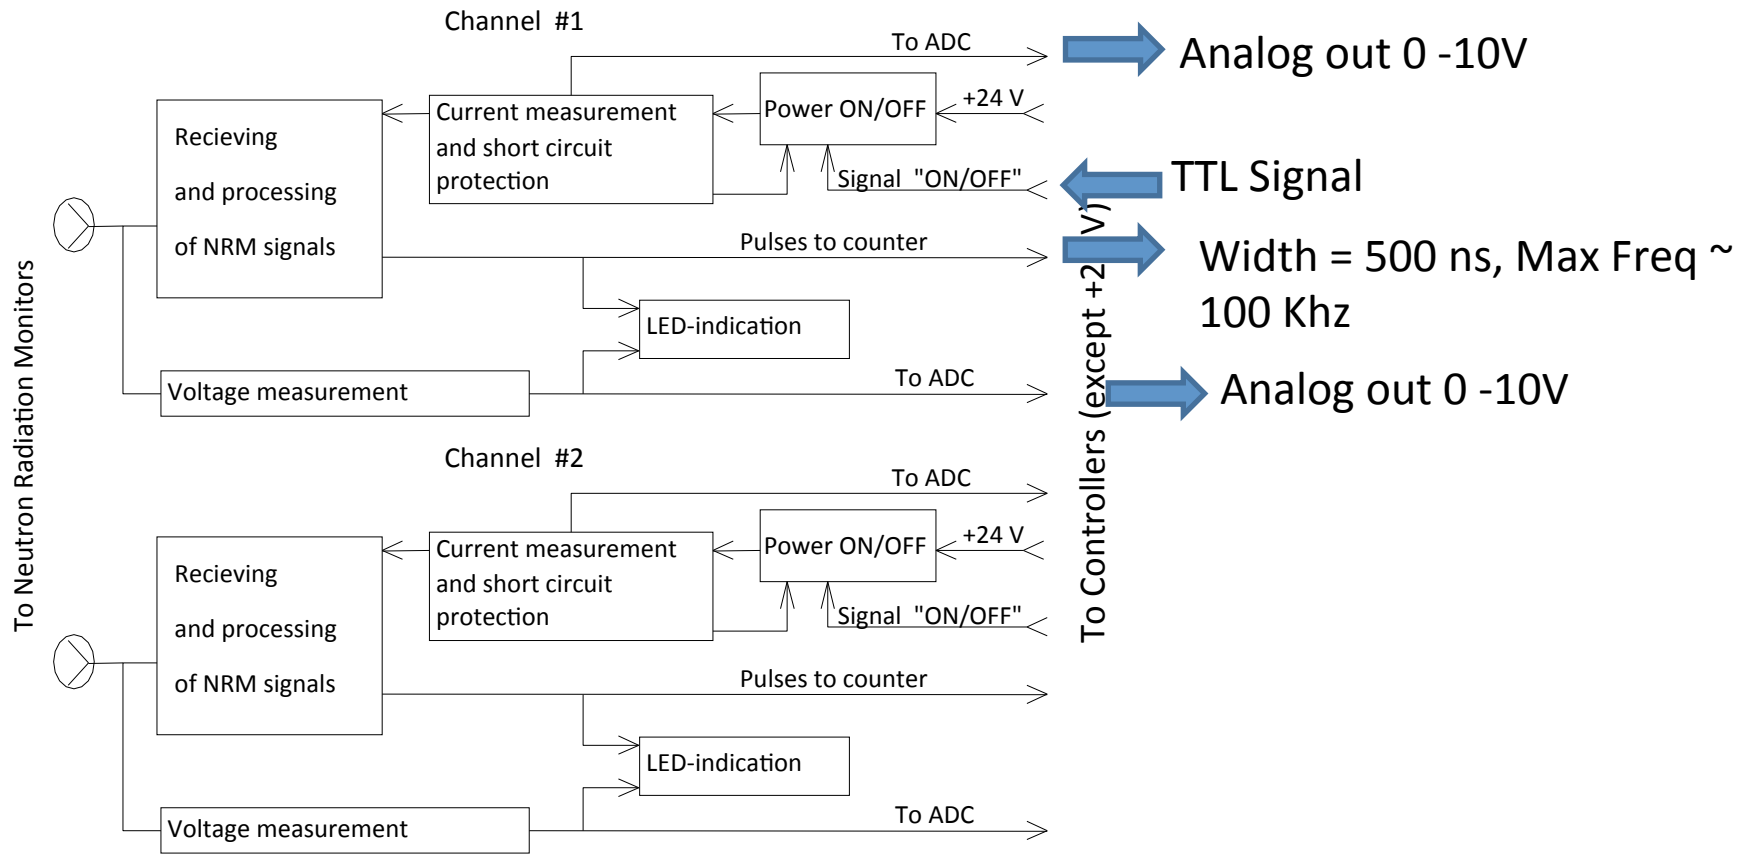 Channel #1
To ADC
Analog out 0 -10V
Current measurement
and short circuit
protection
Power ON/OFF
+24 V
Recieving
and processing
of NRM signals
Signal "ON/OFF"
TTL Signal
Pulses to counter
Width = 500 ns, Max Freq ~
100 Khz
LED-indication
Voltage measurement
To ADC
Analog out 0 -10V
To Neutron Radiation Monitors
To Controllers (except +2 V)
Channel #2
To ADC
Current measurement
and short circuit
protection
Power ON/OFF
+24 V
Recieving
and processing
of NRM signals
Signal "ON/OFF"
Pulses to counter
LED-indication
Voltage measurement
To ADC